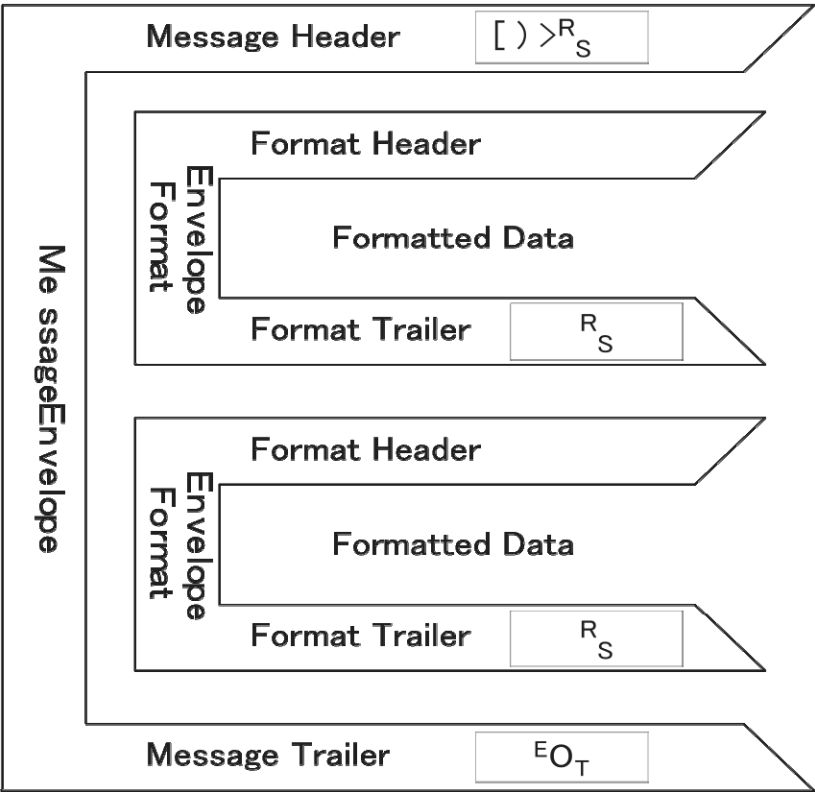 Message Header [ ) >RS
Format Header
Envelope
Format
Formatted Data
Format Trailer RS
Me ssageEnvelope
Format Header
Envelope
Format
Formatted Data
Format Trailer RS
Message Trailer EOT